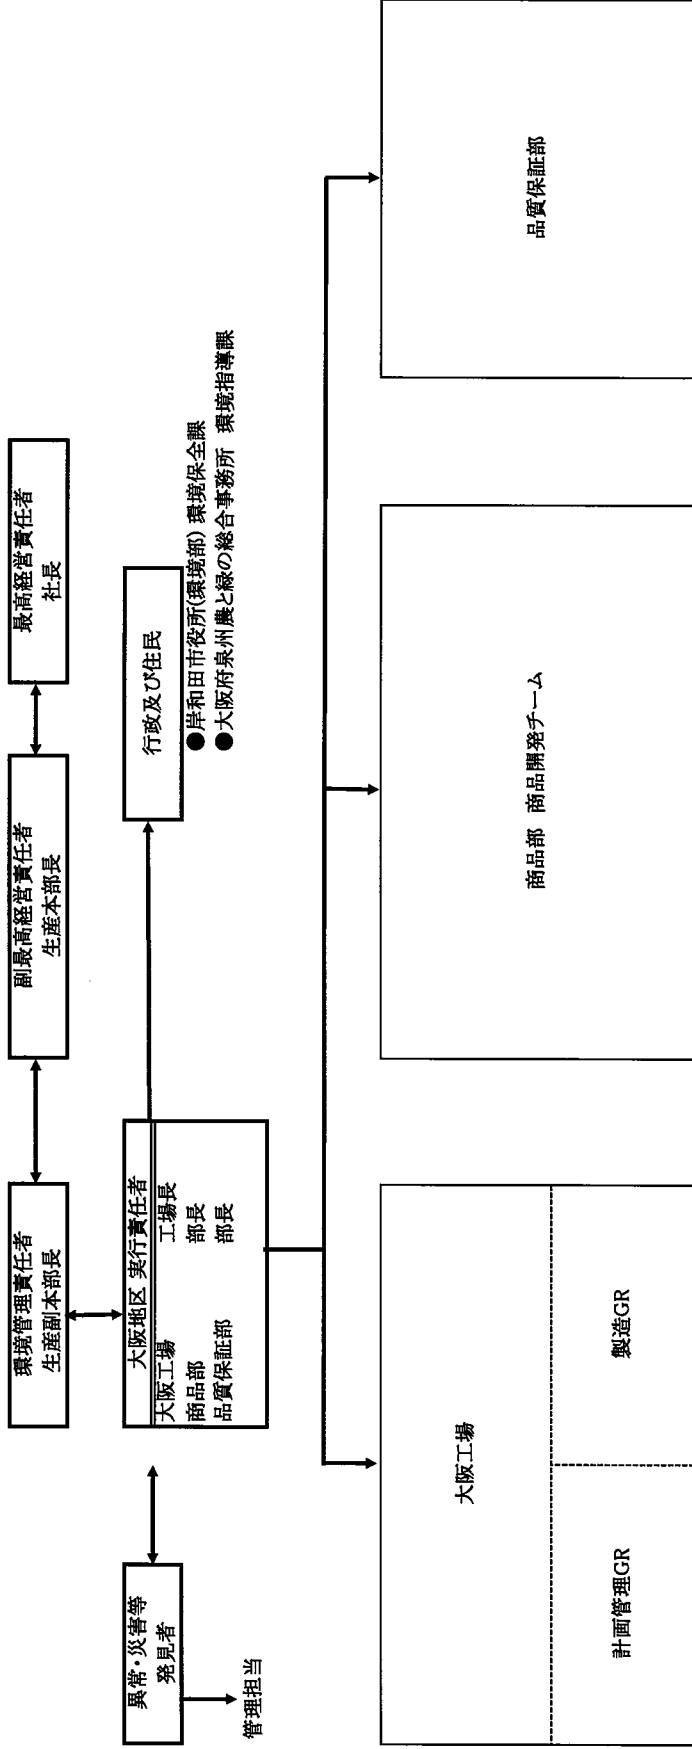 環境管理責任者
生産副本部長
副最高経営責任者
生産本部長
最高経営責任者
社長
異常・災害等
発見者
管理担当
大阪地区 実行責任者
大阪工場 工場長
商品部 部長
品質保証部 部長
行政及び住民
●岸和田市役所(環境部) 環境保全課
●大阪府泉州農と緑の総合事務所 環境指導課
大阪工場
計画管理GR
製造GR
商品部 商品開発チーム
品質保証部